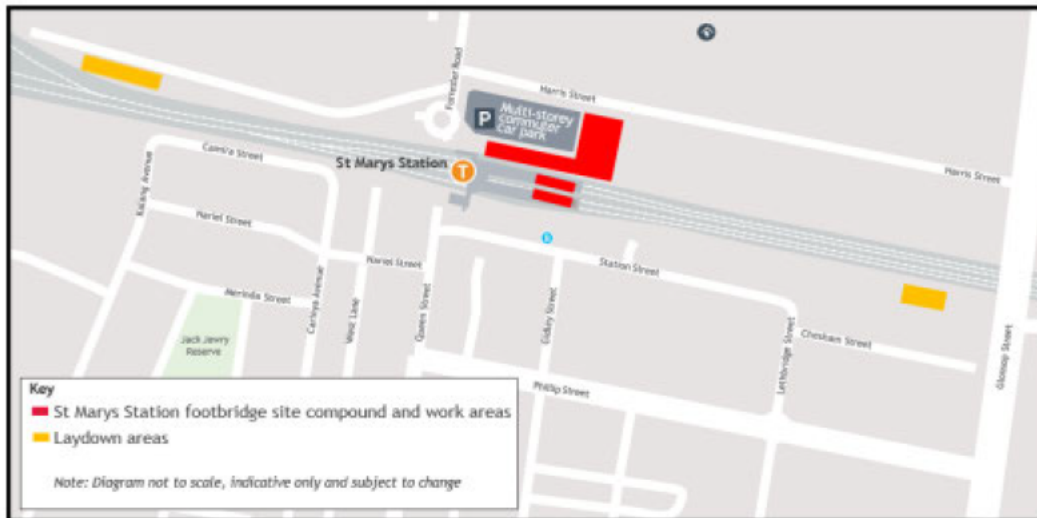 Forrester Road
Harris Street
P
Multi-storey
commuter
car park
St Marys Station
T
Harris Street
Camira Street
Kalang Avenue
Nariel Street
Nariel Street
Station Street
Merinda Street
Carinya Avenue
West Lane
Queen Street
Gidley Street
Lethbridge Street
Chesham Street
Glossop Street
Jack Jewry
Reserve
Phillip Street
Key
St Marys Station footbridge site compound and work areas
Laydown areas
Note: Diagram not to scale, indicative only and subject to change